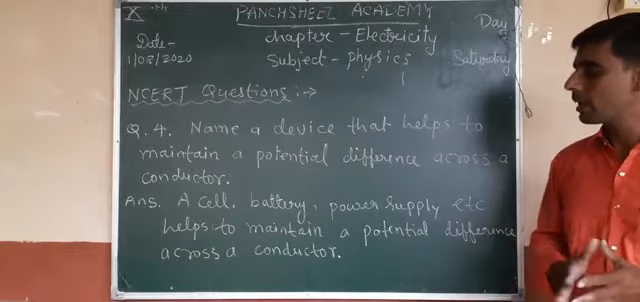 Xth
PANCHSHEEL ACADEMY
Day
Date-
chapter - Electricity
1/08/2020
Subject - physics
Saturday
NCERT Questions :->
Q.4. Name a device that helps to
maintain a potential difference across a
conductor.
Ans. A cell, battery, power supply etc
helps to maintain a potential difference
across a conductor.